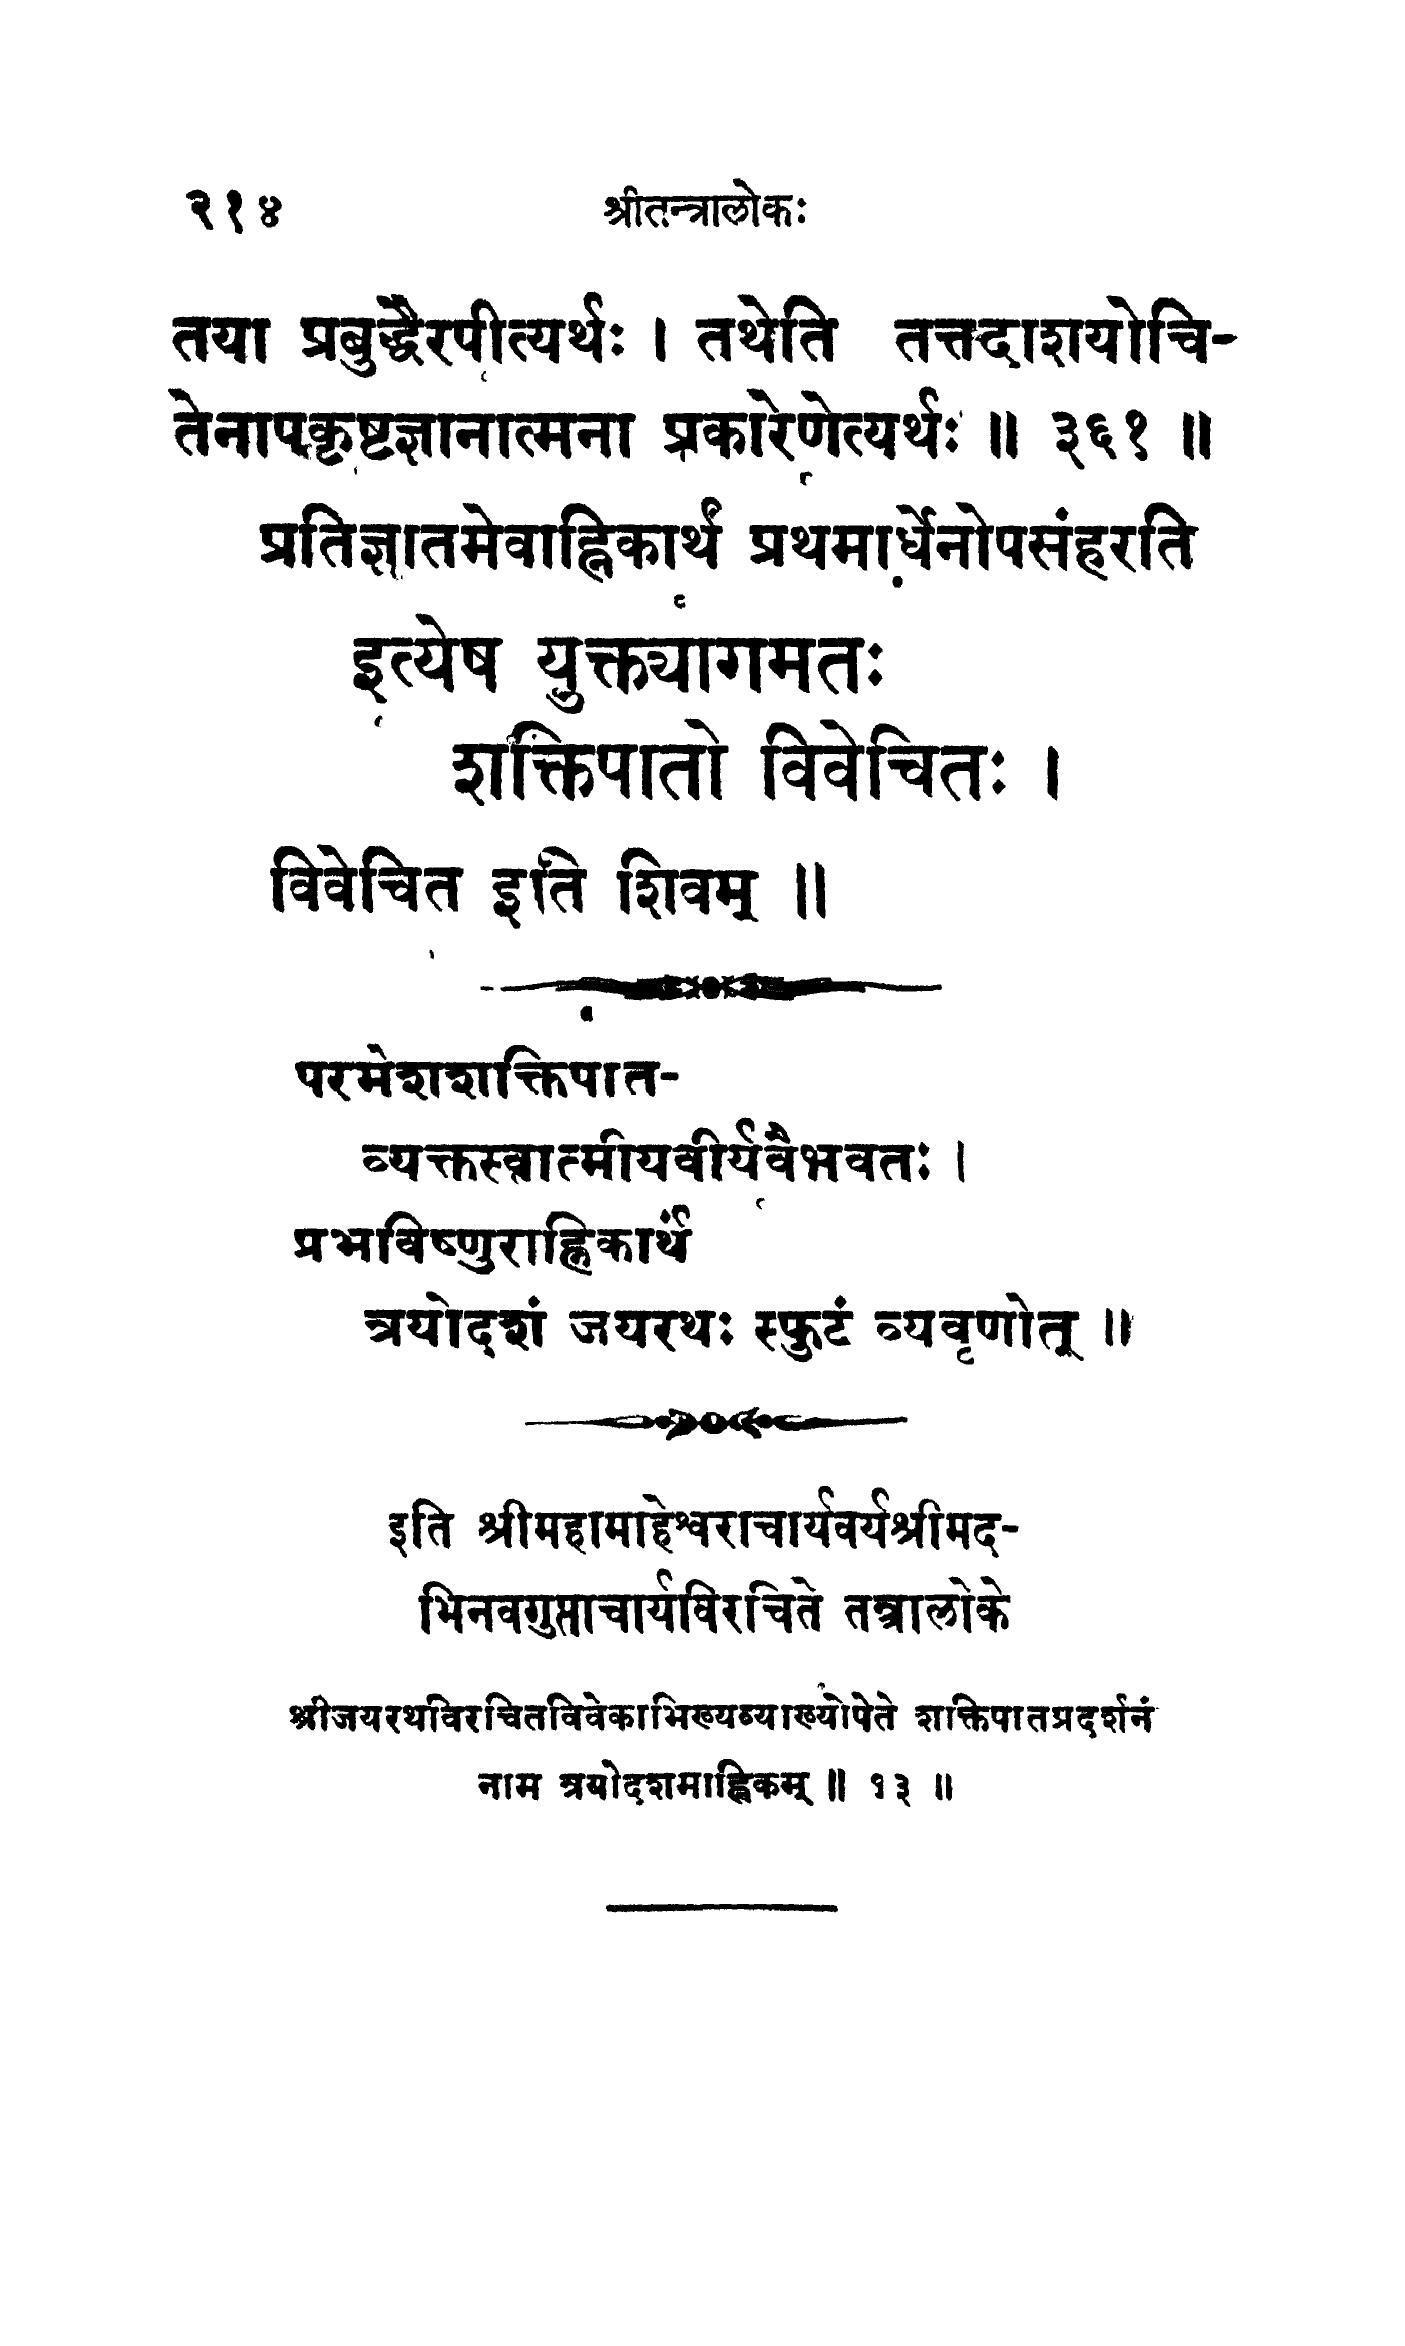 २१४ श्रीतन्त्रालोकः
तया प्रबुद्धैरपीत्यर्थः । तथेति तत्तदाशयोचि-
तेनापकृष्टज्ञानात्मना प्रकारेणेत्यर्थः ॥ ३६१ ॥
प्रतिज्ञातमेवाह्निकार्थं प्रथमार्धेनोपसंहरति
इत्येष युक्त्यागमतः
शक्तिपातो विवेचितः ।
विवेचित इति शिवम् ॥
परमेशशक्तिपात-
व्यक्तस्वात्मीयवीर्यवैभवतः ।
प्रभविष्णुराह्निकार्थं
त्रयोदशं जयरथः स्फुटं व्यवृणोत् ॥
इति श्रीमहामाहेश्वराचार्यवर्यश्रीमद-
भिनवगुप्ताचार्यविरचिते तन्त्रालोके
श्रीजयरथविरचितविवेकाभिख्यव्याख्योपेते शक्तिपातप्रदर्शनं
नाम त्रयोदशमाह्निकम् ॥ १३ ॥